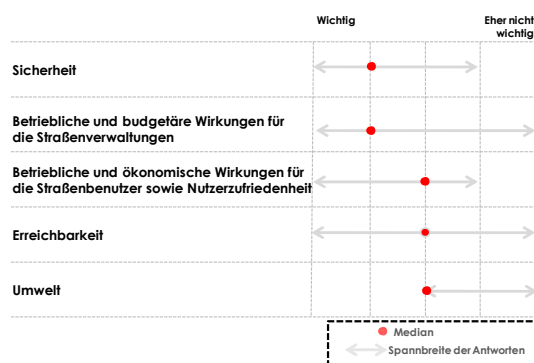 Wichtig
Eher nicht
wichtig
Sicherheit
Betriebliche und budgetäre Wirkungen für
die Straßenverwaltungen
Betriebliche und ökonomische Wirkungen für
die Straßenbenutzer sowie Nutzerzufriedenheit
Erreichbarkeit
Umwelt
Median
Spannbreite der Antworten